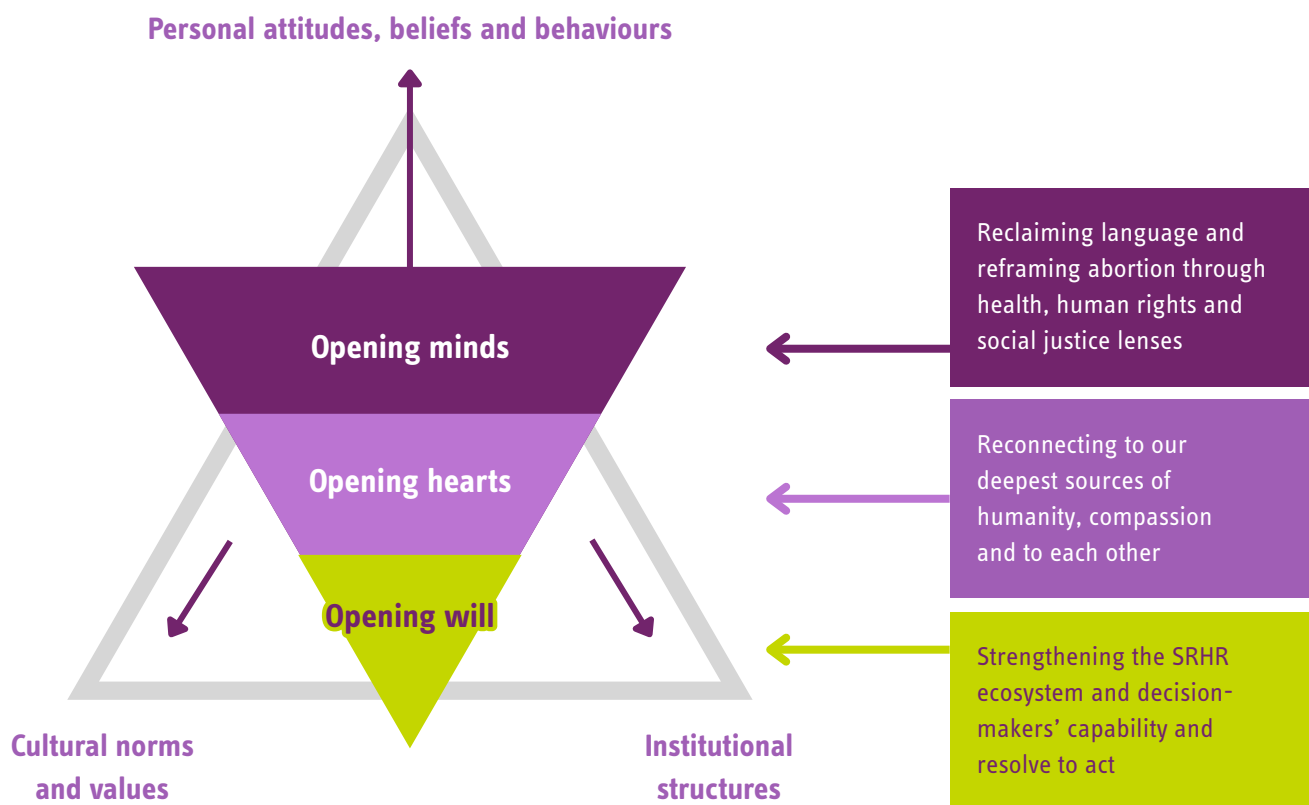 Personal attitudes, beliefs and behaviours
Opening minds
Opening hearts
Opening will
Cultural norms
and values
Institutional
structures
Reclaiming language and
reframing abortion through
health, human rights and
social justice lenses
Reconnecting to our
deepest sources of
humanity, compassion
and to each other
Strengthening the SRHR
ecosystem and decision-
makers’ capability and
resolve to act